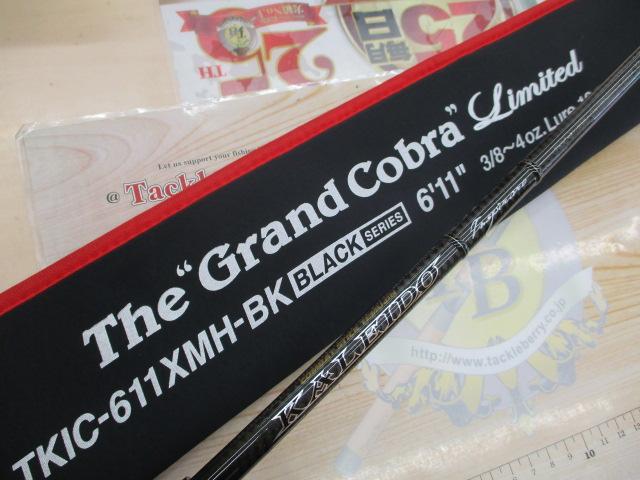 The "Grand Cobra" Limited
TKIC-611XMH-BK BLACK SERIES 6'11" 3/8~4oz.
KALEIDO Inspirare
Let us support your fishing
@Tackle
B
http://www.tackleberry.co.jp
10